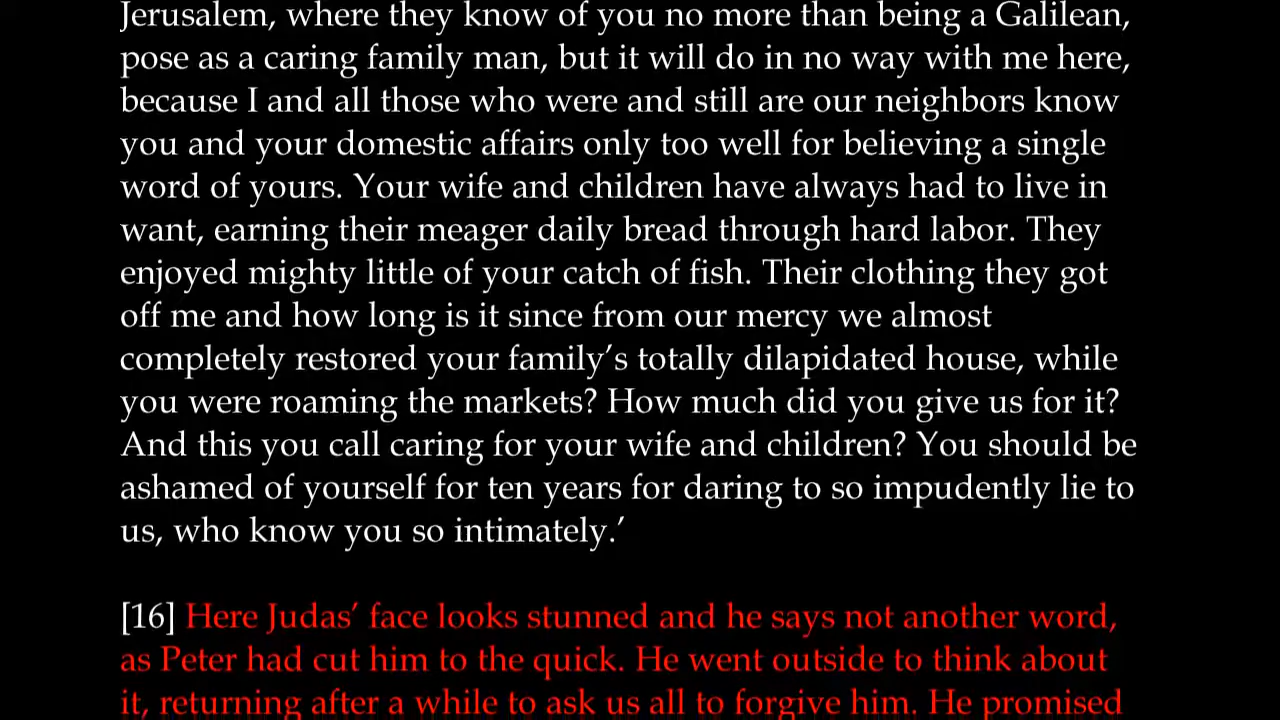 Jerusalem, where they know of you no more than being a Galilean,
pose as a caring family man, but it will do in no way with me here,
because I and all those who were and still are our neighbors know
you and your domestic affairs only too well for believing a single
word of yours. Your wife and children have always had to live in
want, earning their meager daily bread through hard labor. They
enjoyed mighty little of your catch of fish. Their clothing they got
off me and how long is it since from our mercy we almost
completely restored your family’s totally dilapidated house, while
you were roaming the markets? How much did you give us for it?
And this you call caring for your wife and children? You should be
ashamed of yourself for ten years for daring to so impudently lie to
us, who know you so intimately.’
[16] Here Judas’ face looks stunned and he says not another word,
as Peter had cut him to the quick. He went outside to think about
it, returning after a while to ask us all to forgive him. He promised